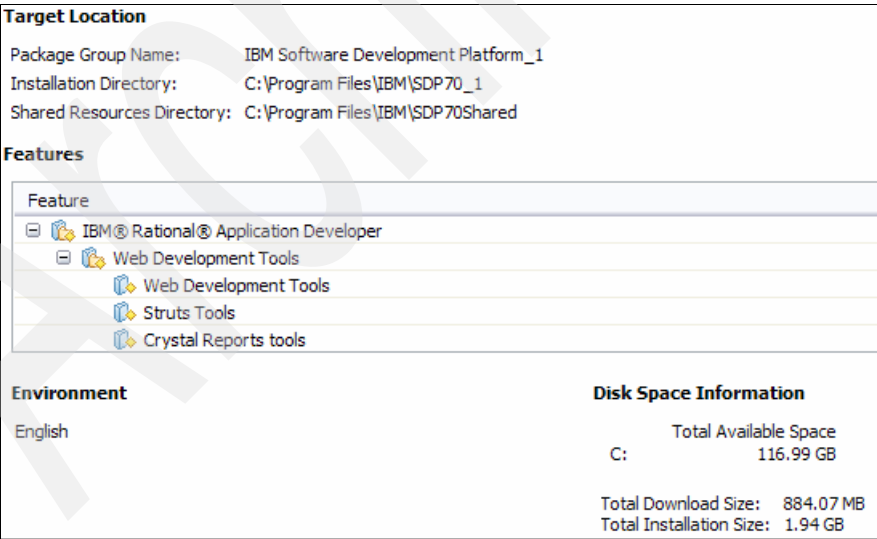 Target Location
Package Group Name: IBM Software Development Platform_1
Installation Directory: C:\Program Files\IBM\SDP70_1
Shared Resources Directory: C:\Program Files\IBM\SDP70Shared
Features
Feature
IBM® Rational® Application Developer
Web Development Tools
Web Development Tools
Struts Tools
Crystal Reports tools
Environment
Disk Space Information
English
Total Available Space
C: 116.99 GB
Total Download Size: 884.07 MB
Total Installation Size: 1.94 GB